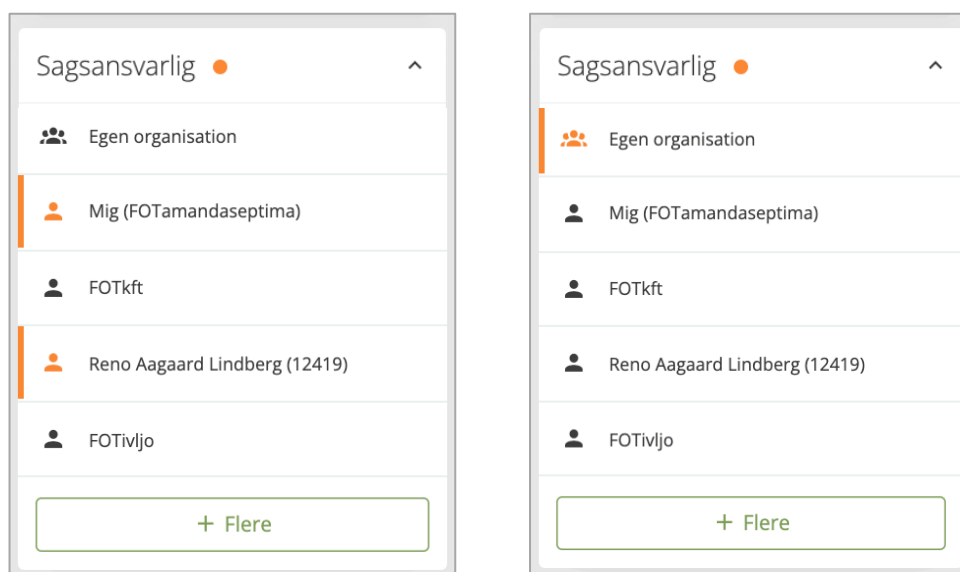 Sagsansvarlig
Egen organisation
Mig (FOTamandaseptima)
FOTkft
Reno Aagaard Lindberg (12419)
FOTivljo
+ Flere
Sagsansvarlig
Egen organisation
Mig (FOTamandaseptima)
FOTkft
Reno Aagaard Lindberg (12419)
FOTivljo
+ Flere